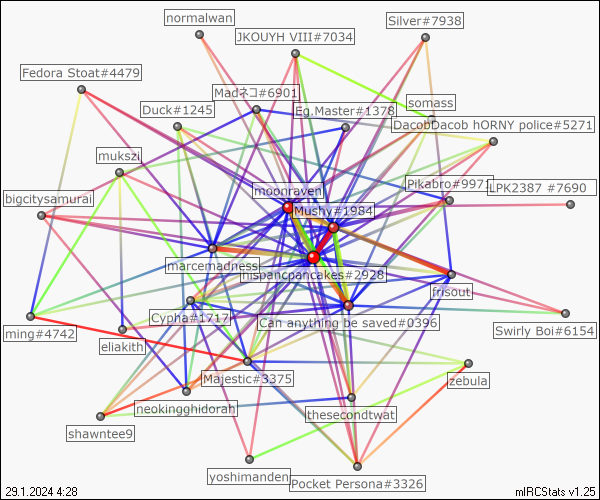 normalwan
Silver#7938
JKOUYH VIII#7034
Fedora Stoat#4479
Madネコ#6901
somass
Duck#1245
Eg.Master#1378
DacobDacob hORNY police#5271
mukszi
Pikabro#9971
LPK2387 #7690
moonraven
bigcitysamurai
Mushy#1984
marcemadness
hispancpancakes#2928
frisout
Cypha#1717
Can anything be saved#0396
Swirly Boi#6154
ming#4742
eliakith
Majestic#3375
zebula
neokingghidorah
thesecondtwat
shawntee9
yoshimanden
Pocket Persona#3326
29.1.2024 4:28
mIRCStats v1.25